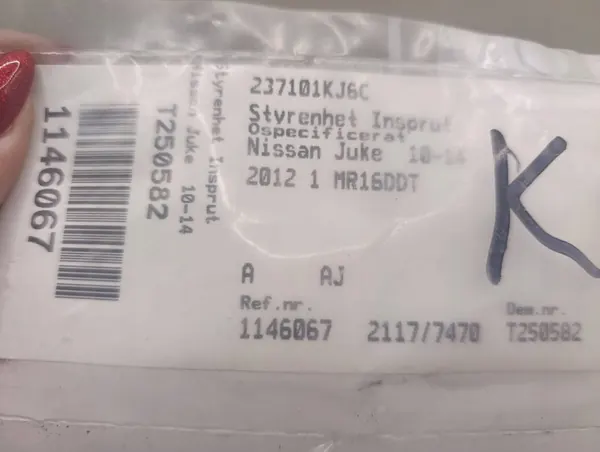 1146067
T250582
Nissan Juke 10-14
Styrenhet Insprut
237101KJ6C
Styrenhet Insprut
Ospecificerat
Nissan Juke 10-14
2012 1 MR16DDT
K
A AJ
Ref.nr. Dem.nr.
1146067 2117/7470 T250582